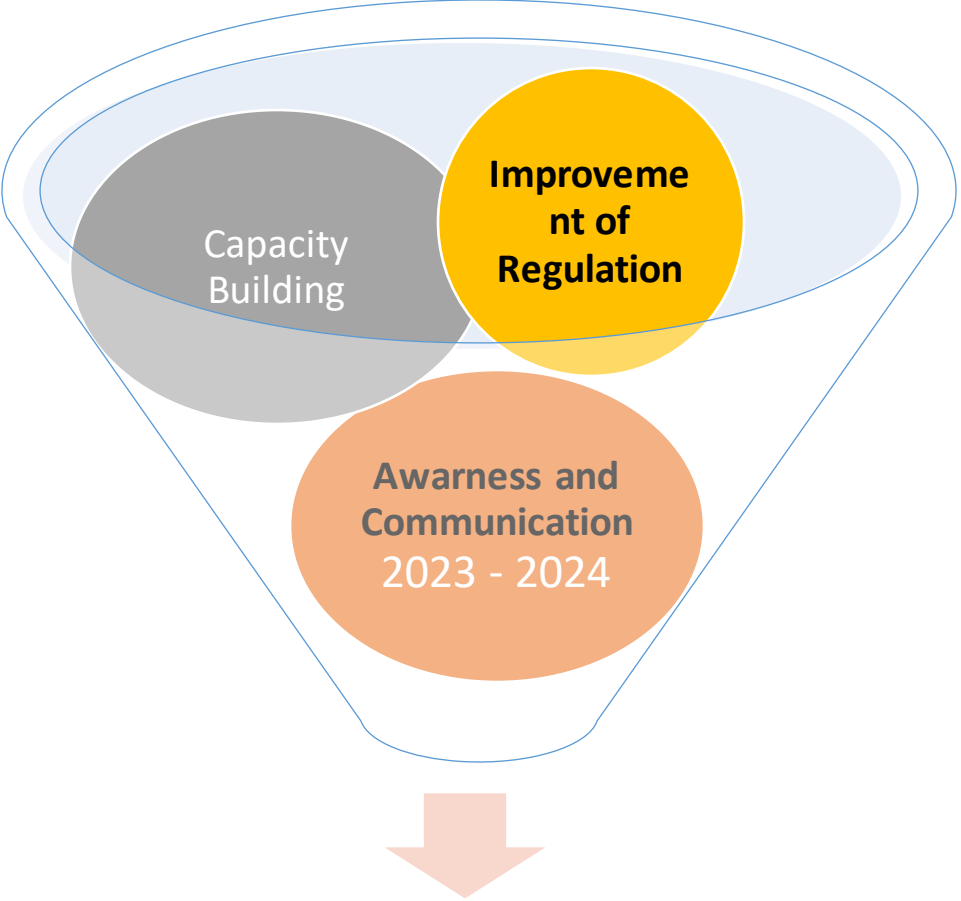 Capacity
Building
Improveme
nt of
Regulation
Awarness and
Communication
2023 - 2024